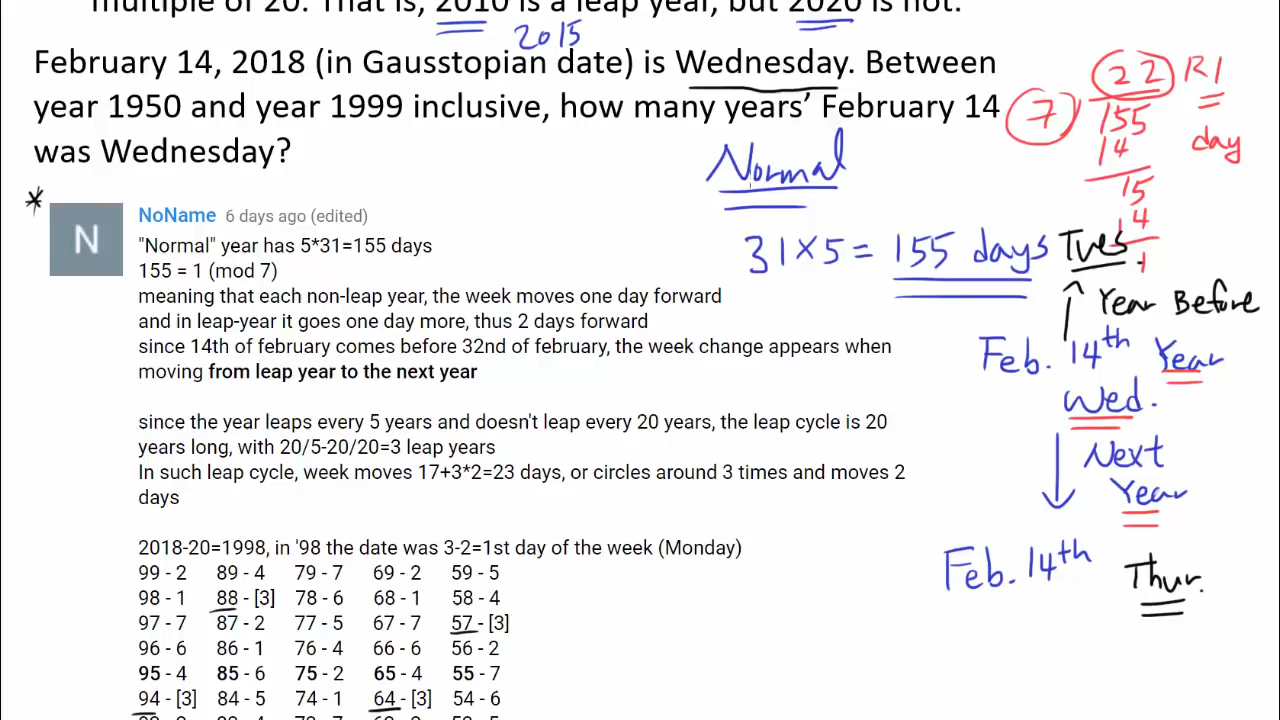 multiple of 20. That is, 2010 is a leap year, but 2020 is not.
2015
February 14, 2018 (in Gausstopian date) is Wednesday. Between
year 1950 and year 1999 inclusive, how many years’ February 14
was Wednesday?
22 R1
7 155
14
15
14
1
day
Normal
31×5 = 155 days Tues
Year Before
Feb. 14th Year
Wed.
Next
Year
Feb. 14th Thur.
*
N
NoName 6 days ago (edited)
"Normal" year has 5*31=155 days
155 = 1 (mod 7)
meaning that each non-leap year, the week moves one day forward
and in leap-year it goes one day more, thus 2 days forward
since 14th of february comes before 32nd of february, the week change appears when
moving from leap year to the next year
since the year leaps every 5 years and doesn't leap every 20 years, the leap cycle is 20
years long, with 20/5-20/20=3 leap years
In such leap cycle, week moves 17+3*2=23 days, or circles around 3 times and moves 2
days
2018-20=1998, in '98 the date was 3-2=1st day of the week (Monday)
99 - 2 89 - 4 79 - 7 69 - 2 59 - 5
98 - 1 88 - [3] 78 - 6 68 - 1 58 - 4
97 - 7 87 - 2 77 - 5 67 - 7 57 - [3]
96 - 6 86 - 1 76 - 4 66 - 6 56 - 2
95 - 4 85 - 6 75 - 2 65 - 4 55 - 7
94 - [3] 84 - 5 74 - 1 64 - [3] 54 - 6